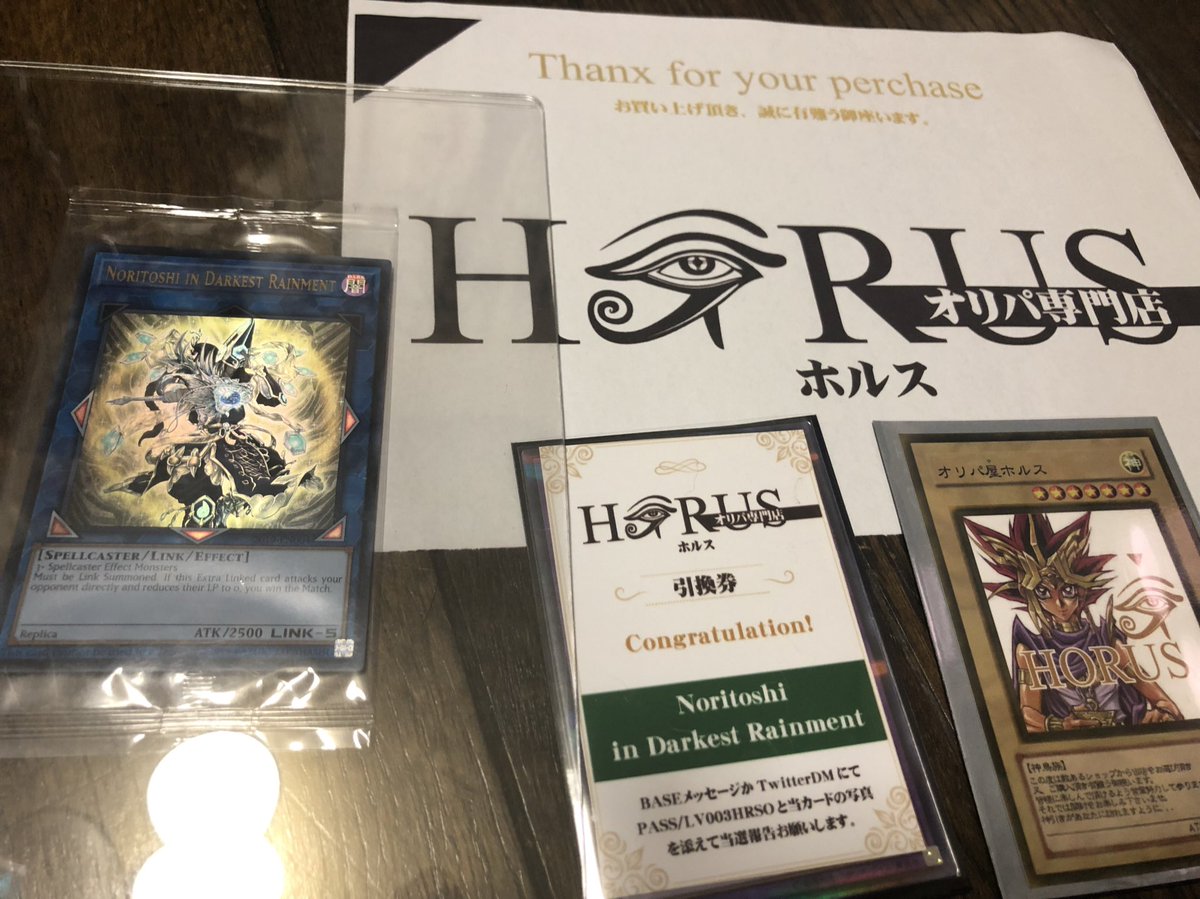 Thanx for your perchase
お買い上げ頂き、誠に有難う御座います。
HORUS
オリパ専門店
ホルス
NORITOSHI IN DARKEST RAINMENT
[SPELLCASTER/LINK/EFFECT]
3+ Spellcaster Effect Monsters
Must be Link Summoned. If this Extra Linked card attacks your
opponent directly and reduces their LP to 0, you win the Match.
Replica
ATK/2500 LINK-5
HORUS
オリパ専門店
ホルス
引換券
Congratulation!
Noritoshi
in Darkest Rainment
BASEメッセージかTwitterDMにて
PASS/LV003HRSOと当カードの写真
を添えて当選報告お願いします。
オリパ屋ホルス
神
HORUS
[神鳥族]